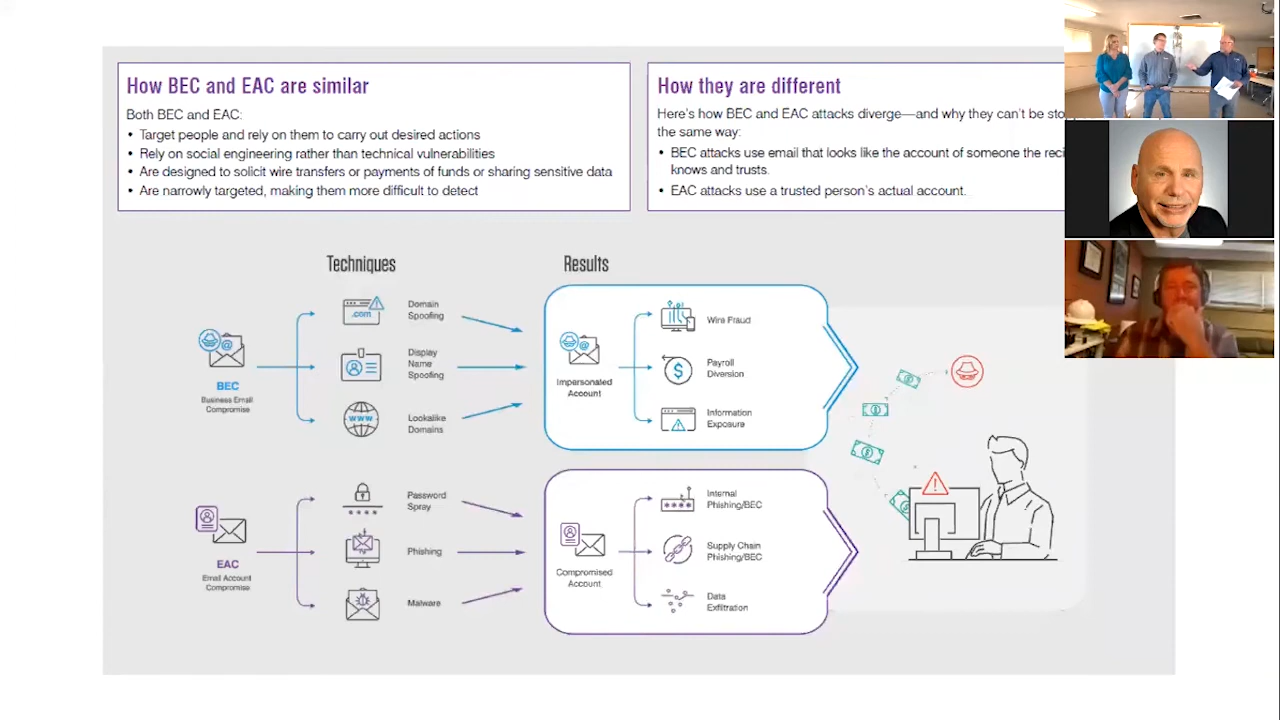 How BEC and EAC are similar
Both BEC and EAC:
• Target people and rely on them to carry out desired actions
• Rely on social engineering rather than technical vulnerabilities
• Are designed to solicit wire transfers or payments of funds or sharing sensitive data
• Are narrowly targeted, making them more difficult to detect
How they are different
Here's how BEC and EAC attacks diverge—and why they can't be
the same way:
• BEC attacks use email that looks like the account of someone the
knows and trusts.
• EAC attacks use a trusted person's actual account.
Techniques
Results
BEC
Business Email
Compromise
.com
Domain
Spoofing
Display
Name
Spoofing
WWW
Lookalike
Domains
Impersonated
Account
Wire Fraud
Payroll
Diversion
Information
Exposure
EAC
Email Account
Compromise
Password
Spray
Phishing
Malware
Compromised
Account
Internal
Phishing/BEC
Supply Chain
Phishing/BEC
Data
Exfiltration